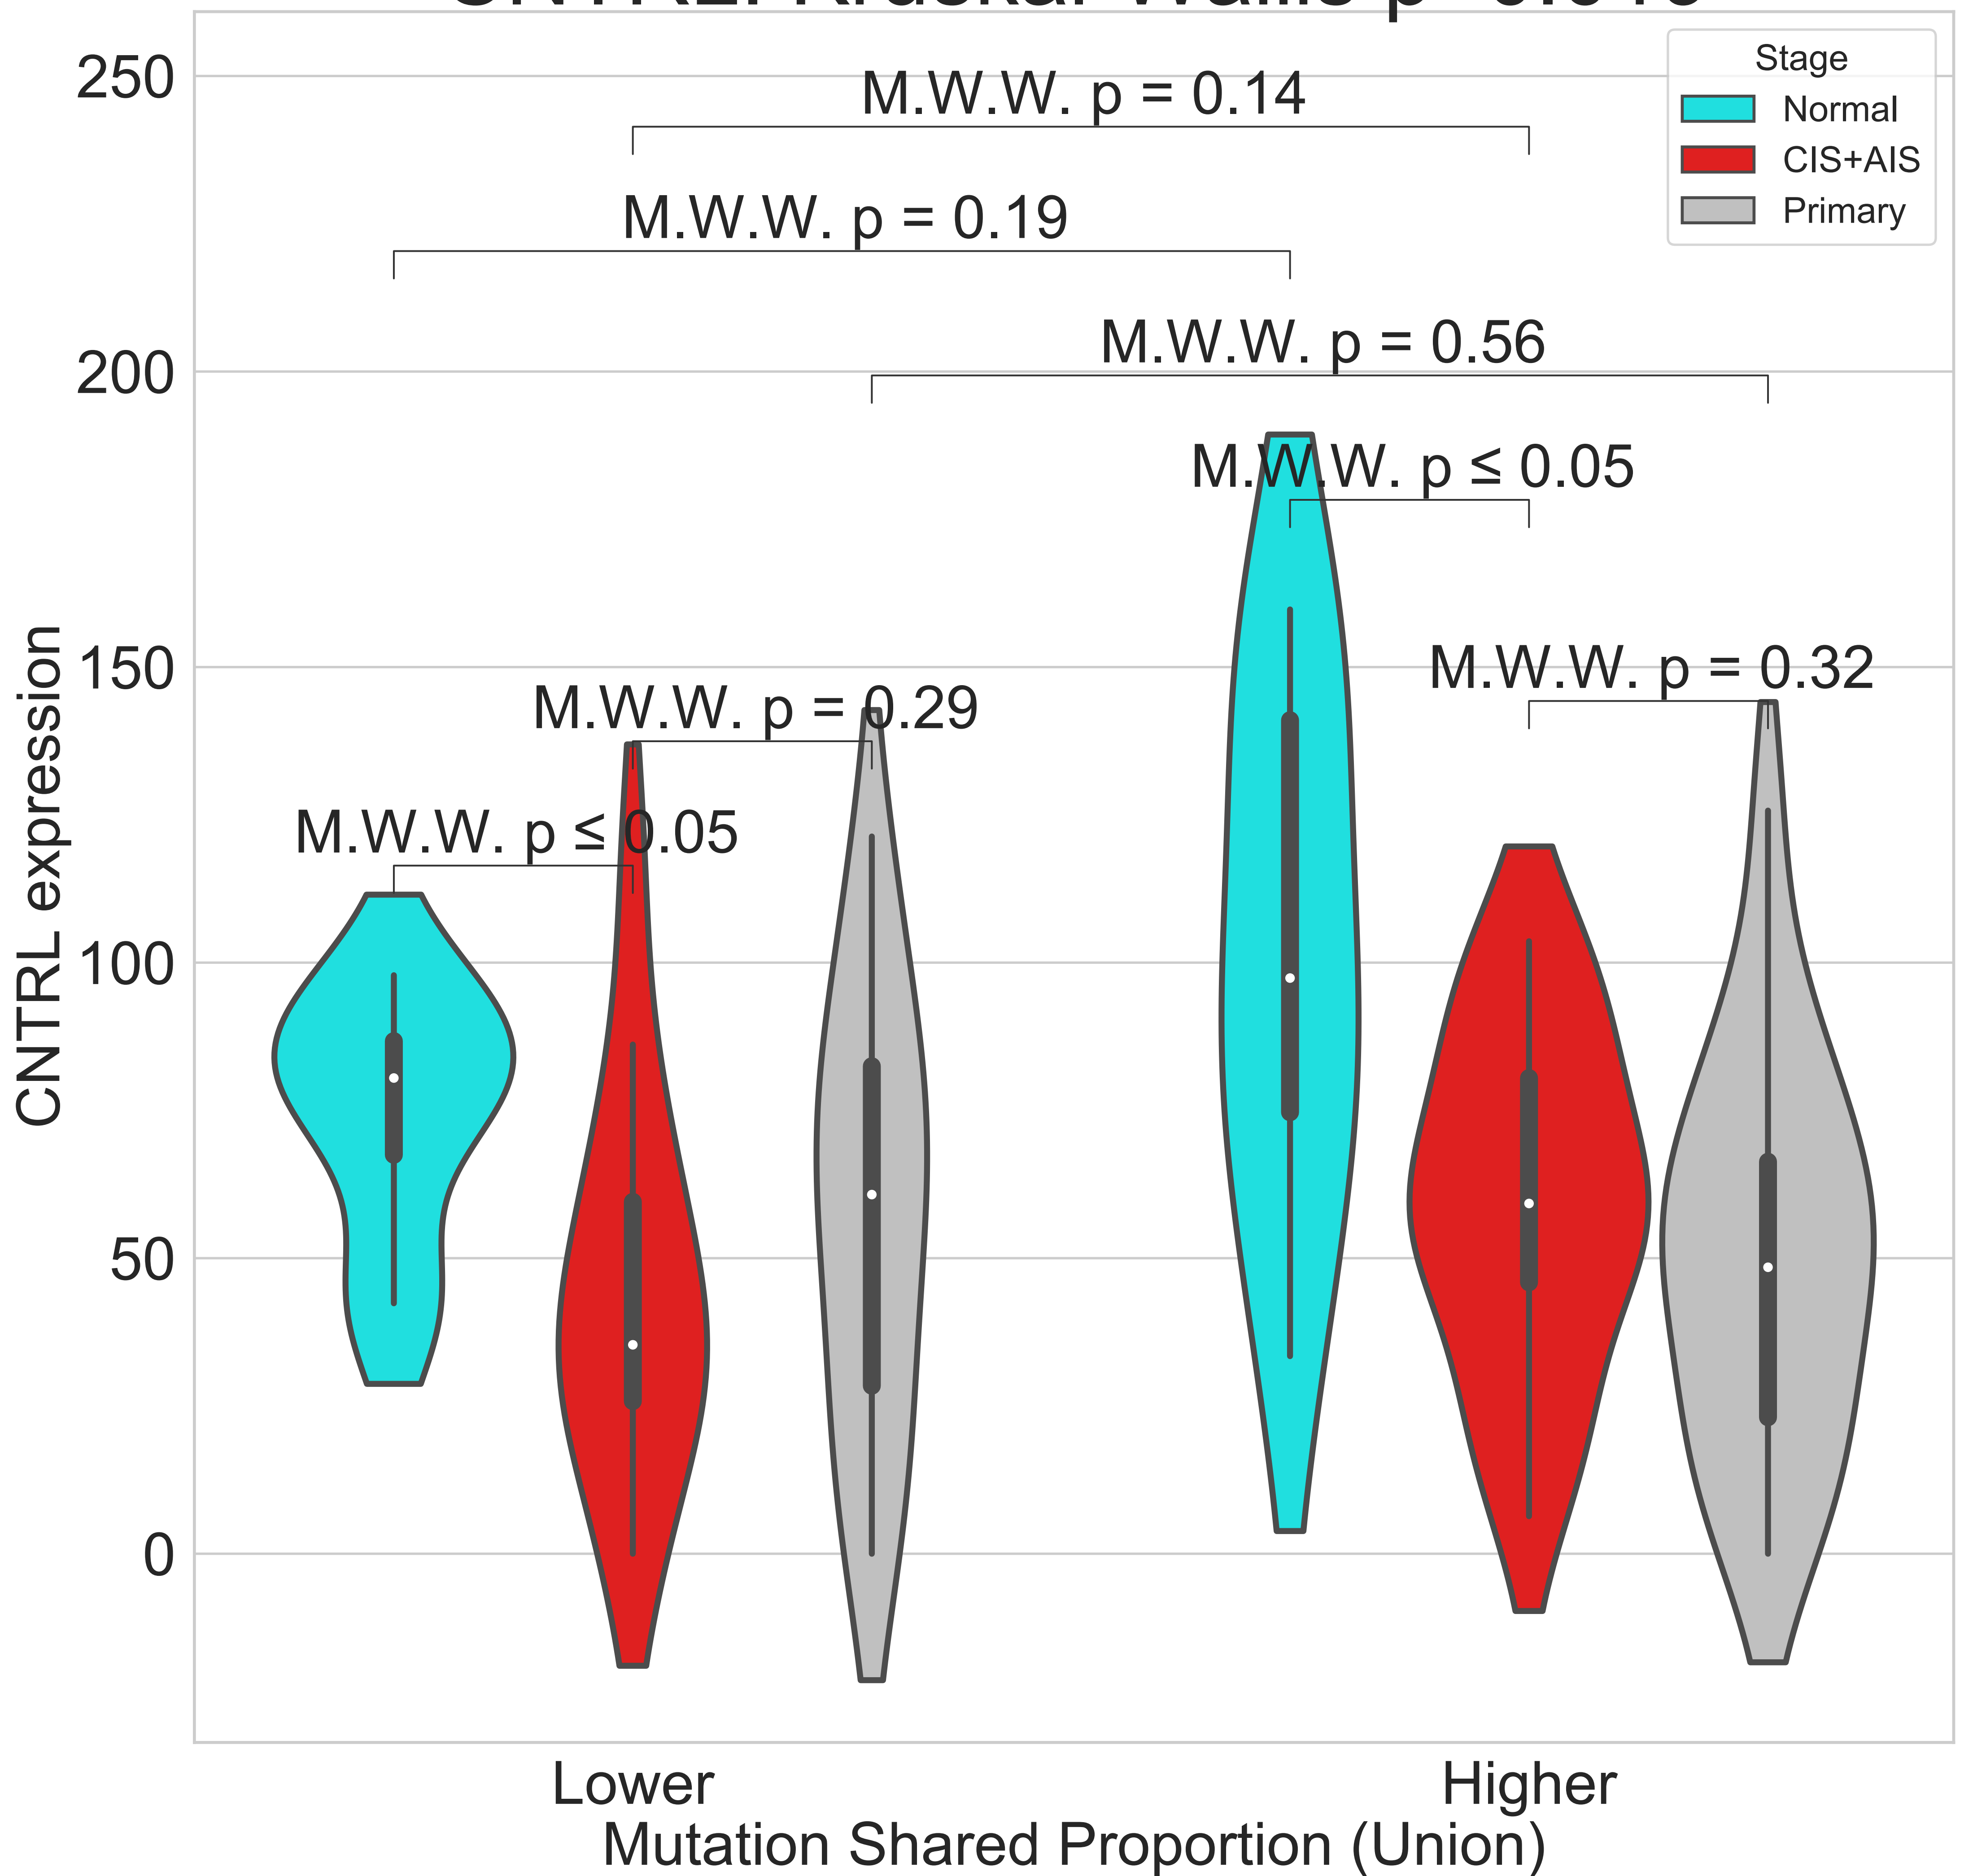 250
200
150
100
50
0
CNTRL expression
M.W.W. p = 0.14
M.W.W. p = 0.19
M.W.W. p = 0.56
M.W.W. p ≤ 0.05
M.W.W. p = 0.32
M.W.W. p = 0.29
M.W.W. p ≤ 0.05
Stage
Normal
CIS+AIS
Primary
Lower
Higher
Mutation Shared Proportion (Union)